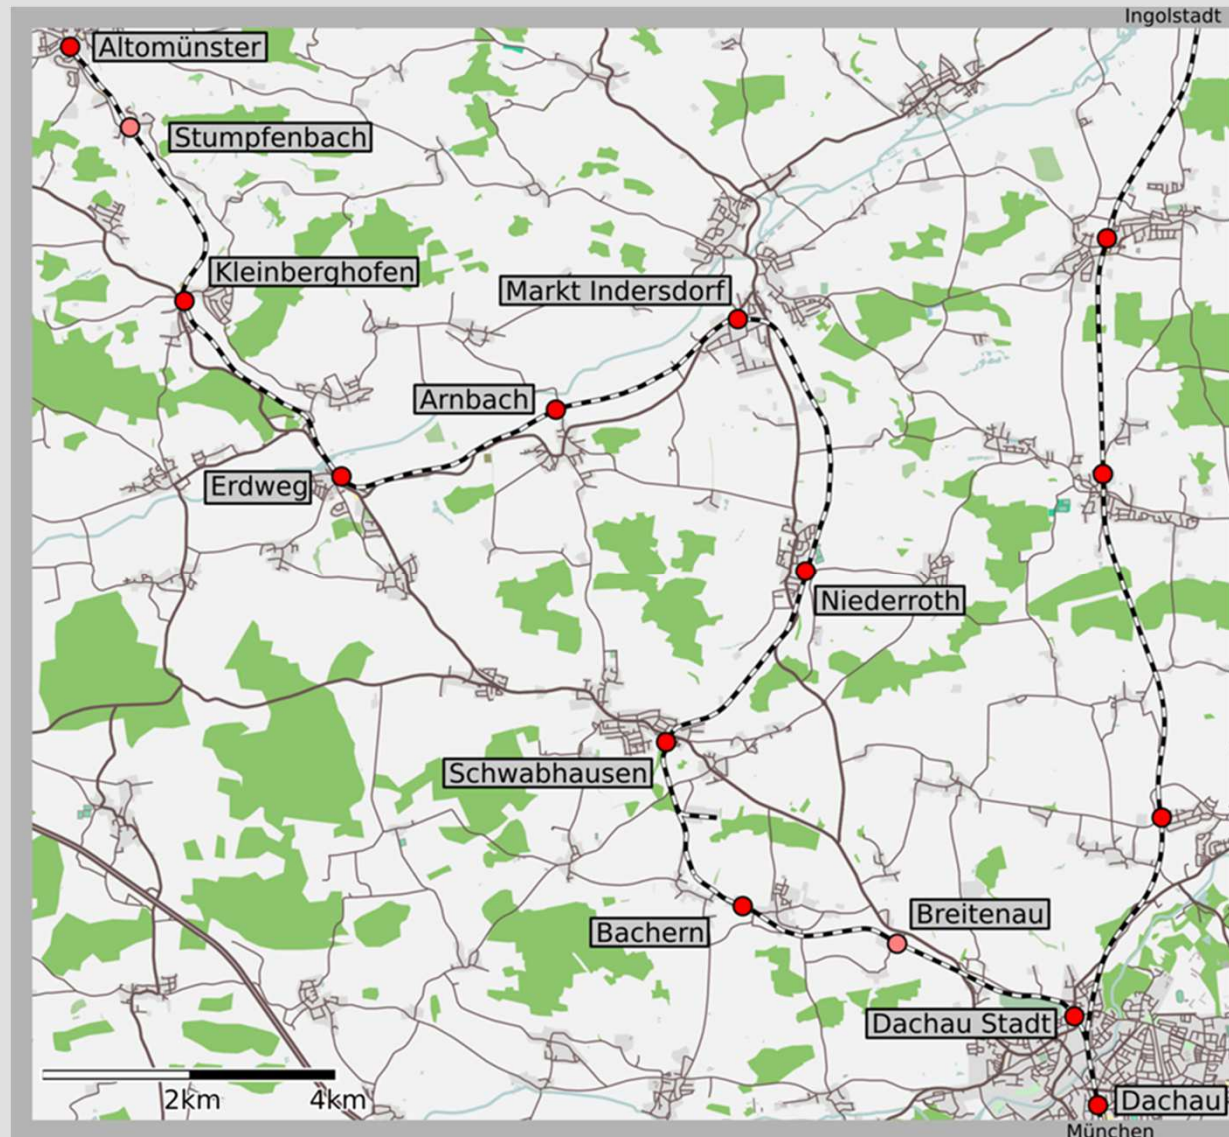 Ingolstadt
Altomünster
Stumpfenbach
Kleinberghofen
Markt Indersdorf
Arnbach
Erdweg
Niederroth
Schwabhausen
Breitenau
Bachern
Dachau Stadt
2km 4km
Dachau
München